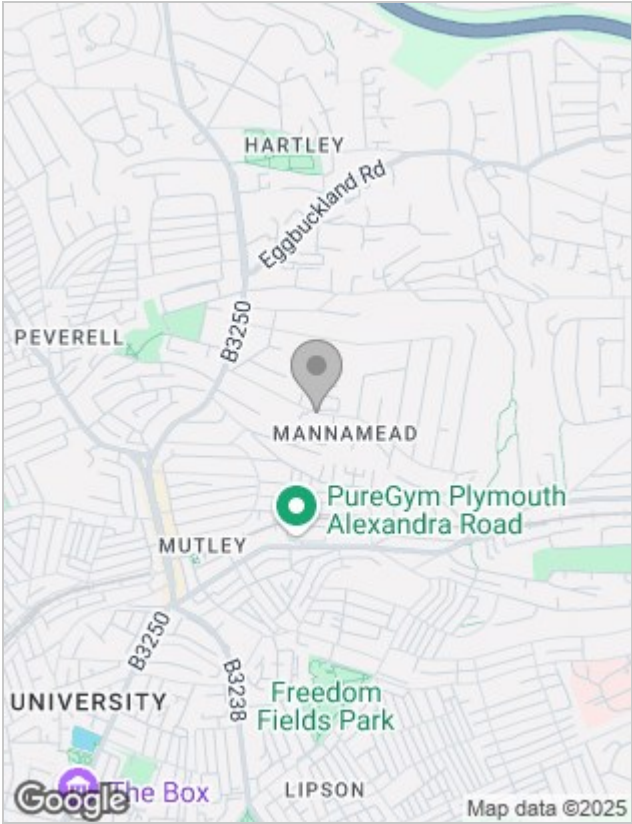 HARTLEY
Eggbuckland Rd
PEVERELL
B3250
MANNAMEAD
PureGym Plymouth
Alexandra Road
MUTLEY
B3250
B3238
UNIVERSITY
Freedom
Fields Park
The Box
LIPSON
Google
Map data ©2025